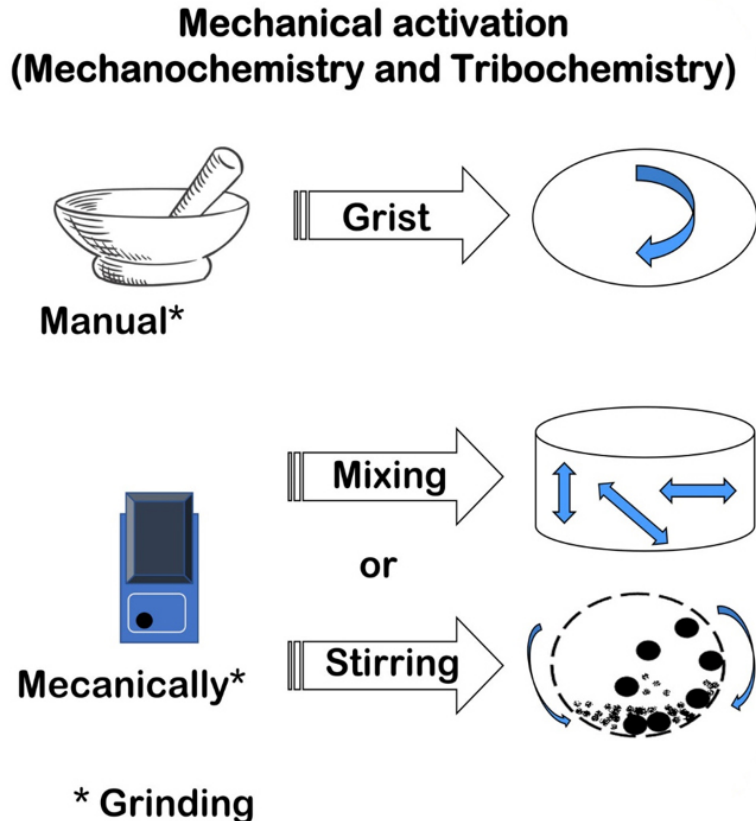 Mechanical activation
(Mechanochemistry and Tribochemistry)
Grist
Manual*
Mixing
or
Stirring
Mecanically*
* Grinding